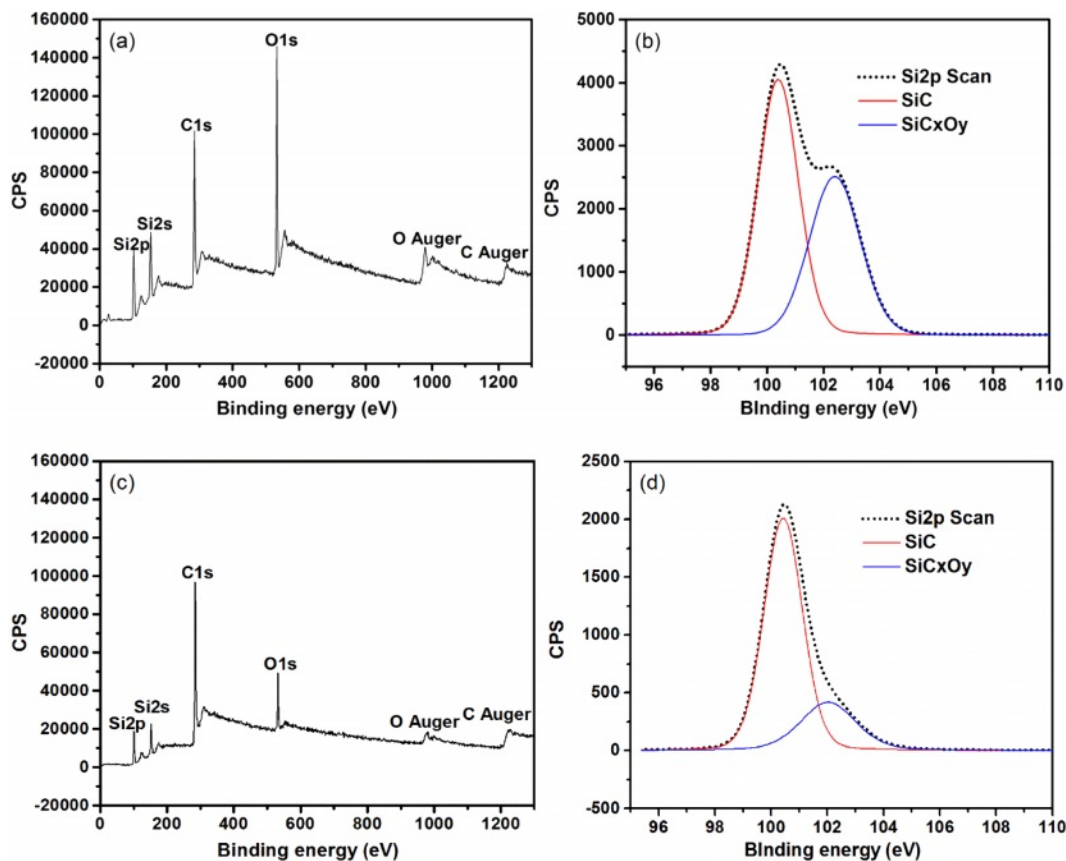 (a)
160000
140000
120000
100000
80000
60000
40000
20000
0
-20000
CPS
O1s
C1s
Si2s
Si2p
O Auger
C Auger
0 200 400 600 800 1000 1200
Binding energy (eV)
(b)
5000
4000
3000
2000
1000
0
CPS
Si2p Scan
SiC
SiCxOy
96 98 100 102 104 106 108 110
BInding energy (eV)
(c)
160000
140000
120000
100000
80000
60000
40000
20000
0
-20000
CPS
C1s
O1s
Si2s
Si2p
O Auger
C Auger
0 200 400 600 800 1000 1200
Binding energy (eV)
(d)
2500
2000
1500
1000
500
0
-500
CPS
Si2p Scan
SiC
SiCxOy
96 98 100 102 104 106 108 110
BInding energy (eV)